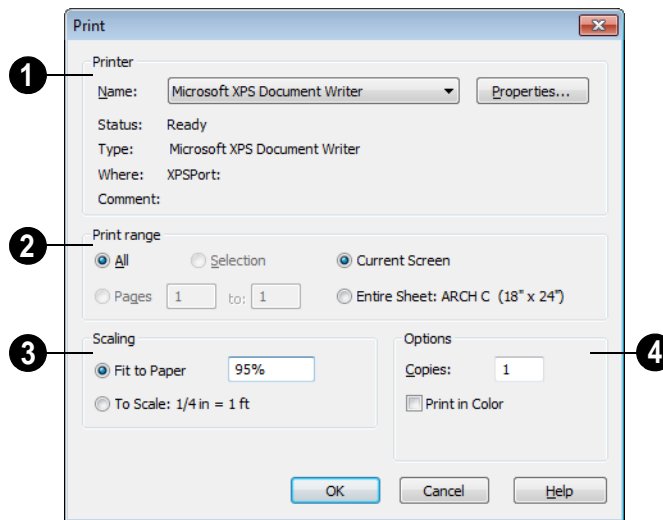 Print
1
Printer
Name: Microsoft XPS Document Writer Properties...
Status: Ready
Type: Microsoft XPS Document Writer
Where: XPSPort:
Comment:
2
Print range
All Selection Current Screen
Pages 1 to: 1 Entire Sheet: ARCH C (18" x 24")
3
Scaling
Fit to Paper 95%
To Scale: 1/4 in = 1 ft
4
Options
Copies: 1
Print in Color
OK Cancel Help